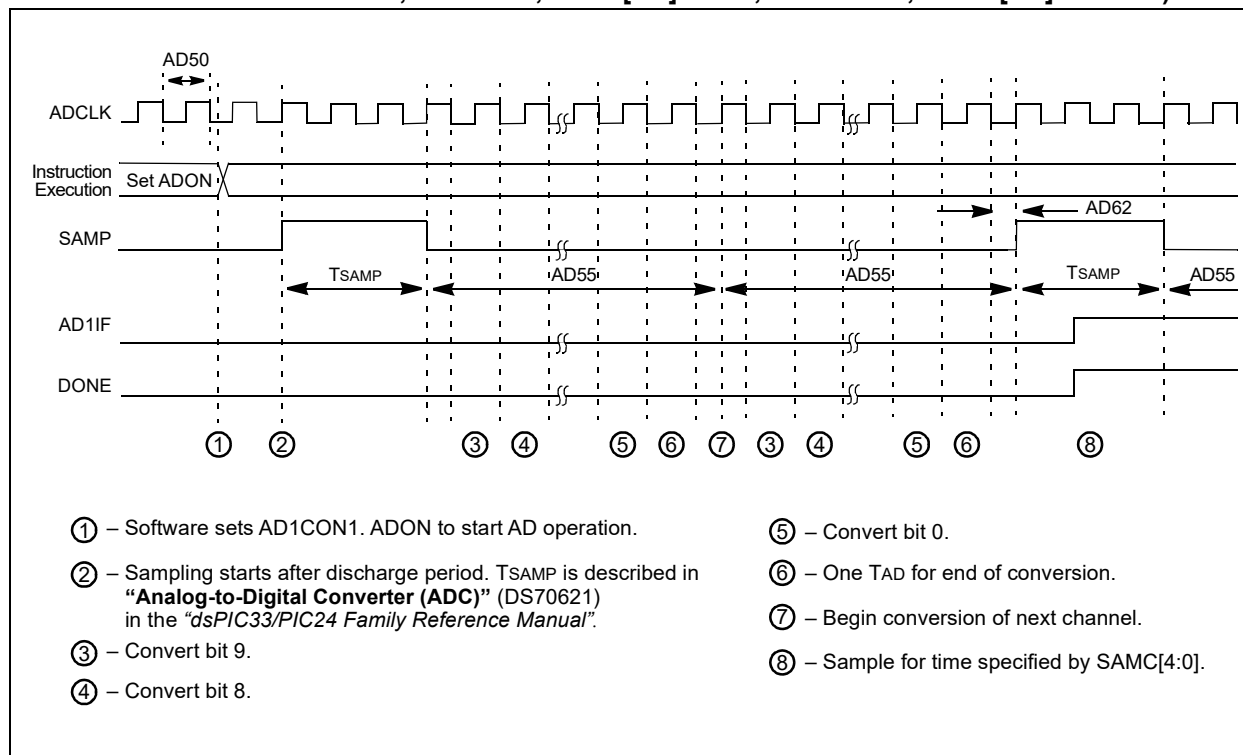 AD50
ADCLK
Instruction
Execution
Set ADON
AD62
SAMP
TSAMP
AD55
AD55
TSAMP
AD55
AD1IF
DONE
1 2 3 4 5 6 7 3 4 5 6 8
1 – Software sets AD1CON1. ADON to start AD operation.
2 – Sampling starts after discharge period. TSAMP is described in
“Analog-to-Digital Converter (ADC)” (DS70621)
in the “dsPIC33/PIC24 Family Reference Manual”.
3 – Convert bit 9.
4 – Convert bit 8.
5 – Convert bit 0.
6 – One TAD for end of conversion.
7 – Begin conversion of next channel.
8 – Sample for time specified by SAMC[4:0].